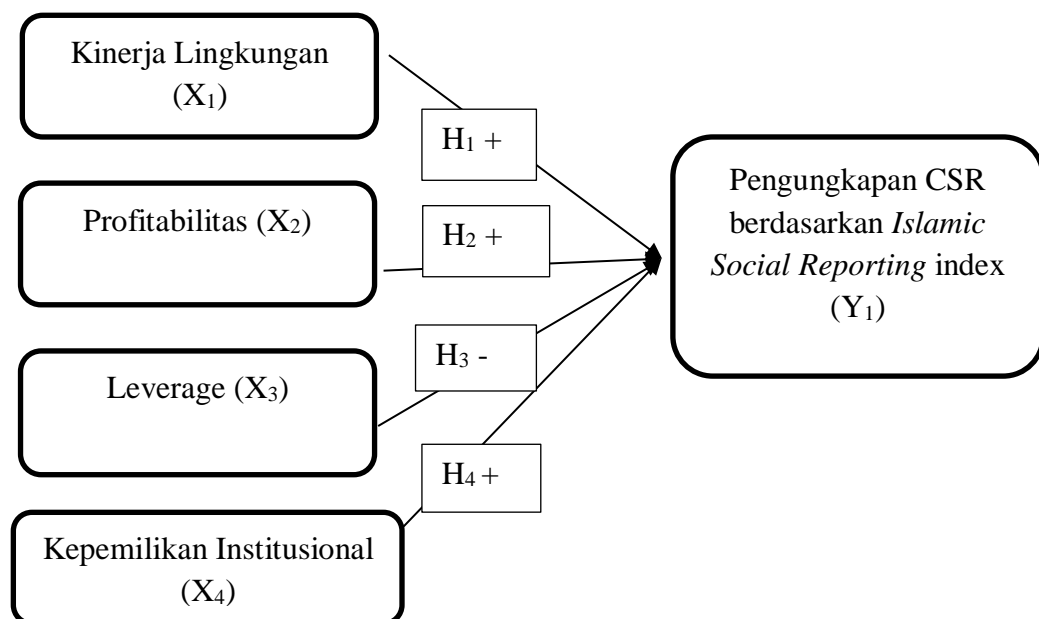 Kinerja Lingkungan
(X₁)
H₁ +
Profitabilitas (X₂)
H₂ +
Pengungkapan CSR
berdasarkan Islamic
Social Reporting index
(Y₁)
Leverage (X₃)
H₃ -
H₄ +
Kepemilikan Institusional
(X₄)